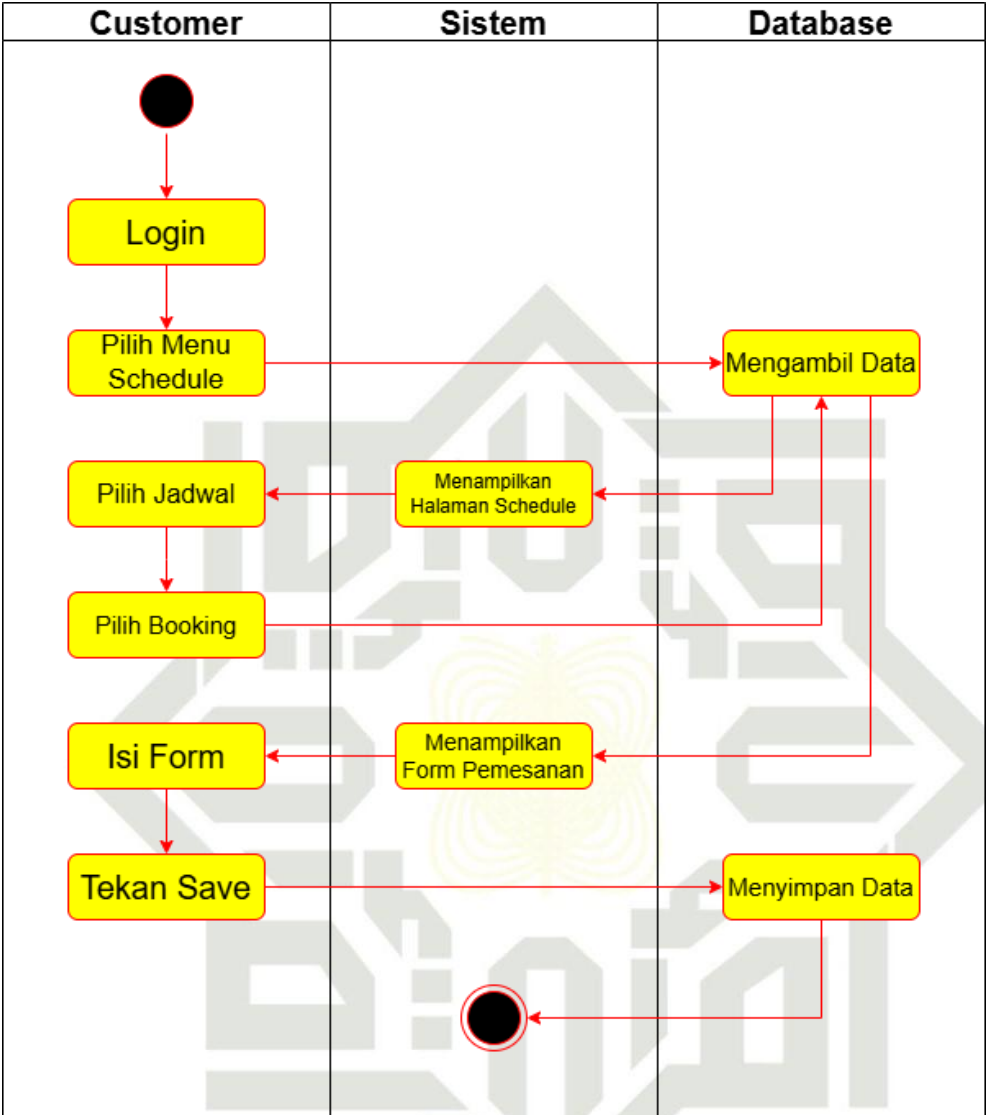 Customer
Sistem
Database
Login
Pilih Menu
Schedule
Mengambil Data
Menampilkan
Halaman Schedule
Pilih Jadwal
Pilih Booking
Menampilkan
Form Pemesanan
Isi Form
Tekan Save
Menyimpan Data